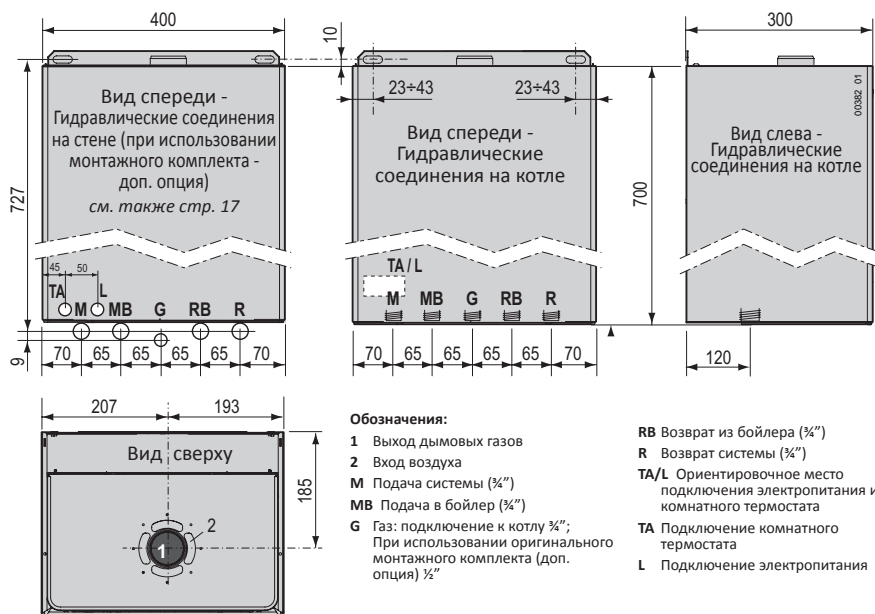 400
10
300
23÷43
23÷43
00382 01
Вид спереди -
Гидравлические соединения
на стене (при использовании
монтажного комплекта -
доп. опция)
см. также стр. 17
Вид спереди -
Гидравлические
соединения на котле
Вид слева -
Гидравлические
соединения на котле
727
700
45
50
TA
L
M
MB
G
RB
R
TA / L
M
MB
G
RB
R
9
70
65
65
65
65
70
70
65
65
65
65
70
120
207
193
Вид сверху
185
1
2
Обозначения:
1 Выход дымовых газов
2 Вход воздуха
M Подача системы (¾”)
MB Подача в бойлер (¾”)
G Газ: подключение к котлу ¾”;
При использовании оригинального
монтажного комплекта (доп.
опция) ½”
RB Возврат из бойлера (¾”)
R Возврат системы (¾”)
TA/L Ориентировочное место
подключения электропитания и
комнатного термостата
TA Подключение комнатного
термостата
L Подключение электропитания